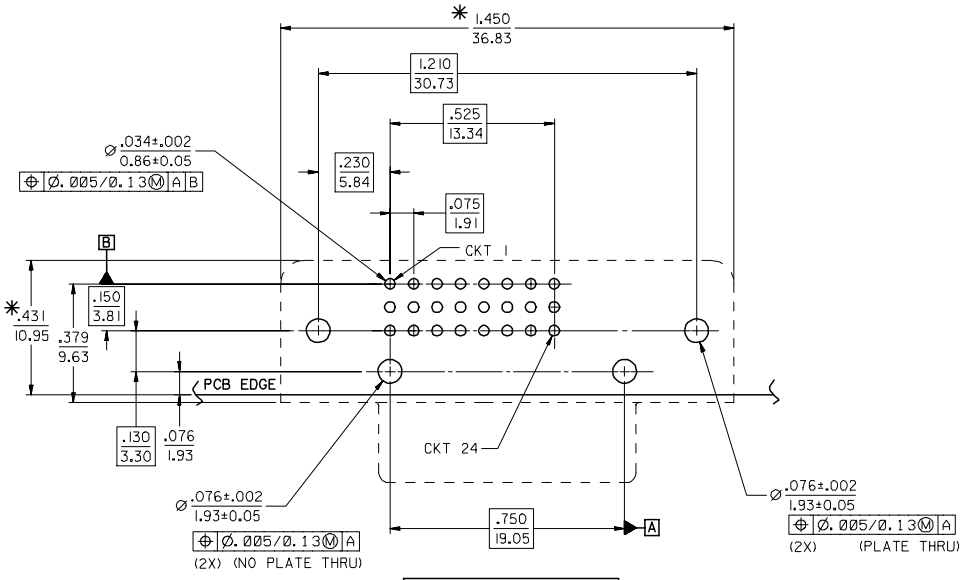 * 1.450
36.83
1.210
30.73
.525
13.34
⌀ .034±.002
0.86±0.05
⌖ Ø.005/0.13Ⓜ A B
.230
5.84
.075
1.91
CKT 1
B
.150
3.81
* .431
10.95
.379
9.63
PCB EDGE
.130
3.30
.076
1.93
CKT 24
⌀ .076±.002
1.93±0.05
⌖ Ø.005/0.13Ⓜ A
(2X) (NO PLATE THRU)
.750
19.05
A
⌀ .076±.002
1.93±0.05
⌖ Ø.005/0.13Ⓜ A
(2X) (PLATE THRU)